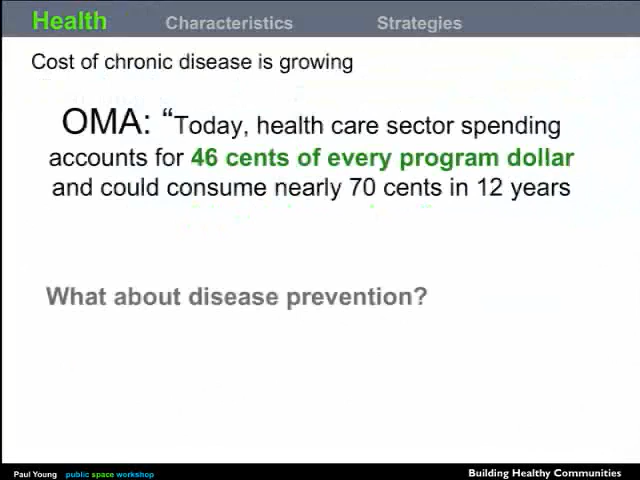 Health Characteristics Strategies
Cost of chronic disease is growing
OMA: “Today, health care sector spending
accounts for 46 cents of every program dollar
and could consume nearly 70 cents in 12 years
What about disease prevention?
Paul Young public space workshop Building Healthy Communities